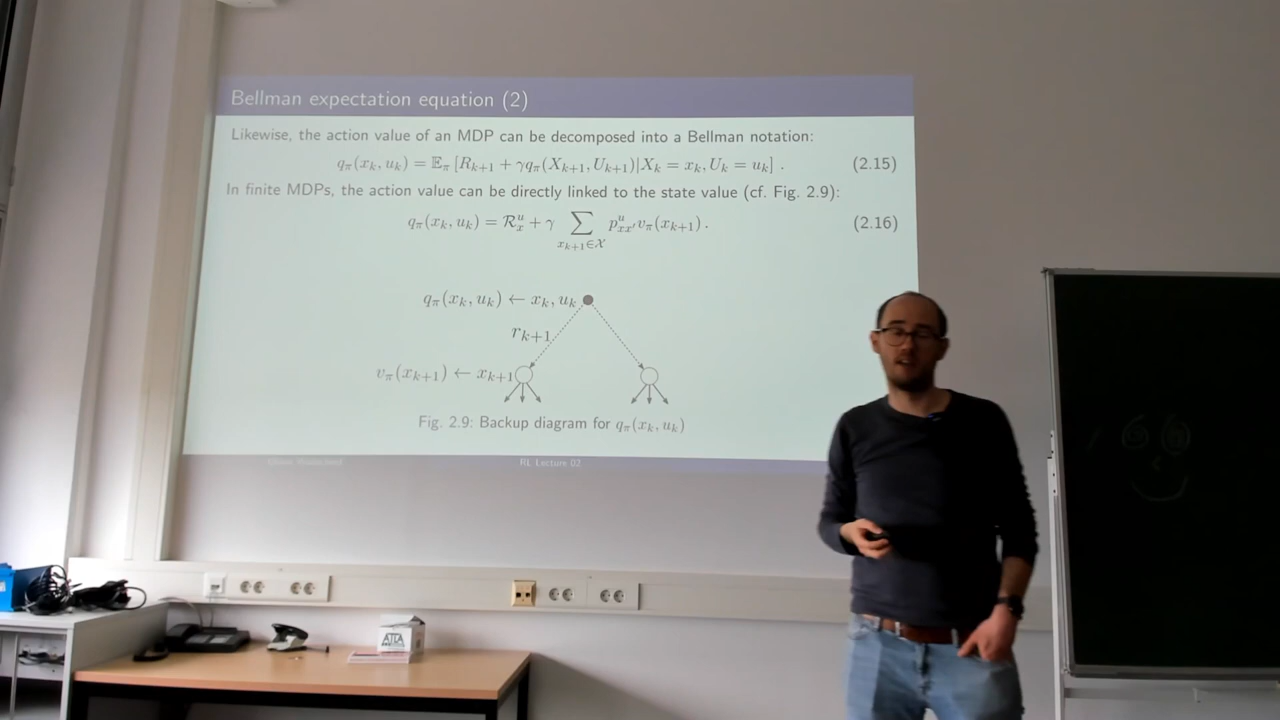 Bellman expectation equation (2)
Likewise, the action value of an MDP can be decomposed into a Bellman notation:
qπ(xk, uk) = 𝔼π [Rk+1 + γqπ(Xk+1, Uk+1)|Xk = xk, Uk = uk] . (2.15)
In finite MDPs, the action value can be directly linked to the state value (cf. Fig. 2.9):
qπ(xk, uk) = ℛᵘₓ + γ ∑ pᵘₓₓ′vπ(xk+1) . (2.16)
xk+1∈𝒳
qπ(xk, uk) ← xk, uk
rk+1
vπ(xk+1) ← xk+1
Fig. 2.9: Backup diagram for qπ(xk, uk)
RL Lecture 02
ATLA